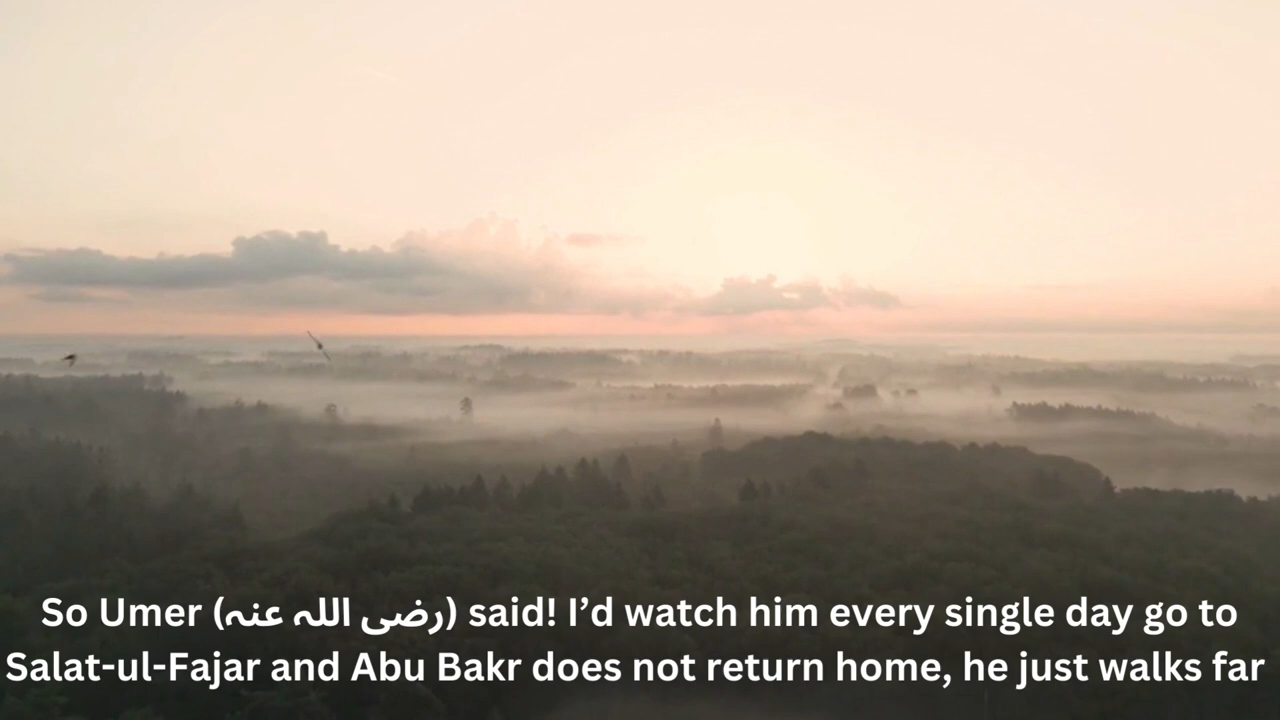 So Umer (رضی اللہ عنہ) said! I’d watch him every single day go to
Salat-ul-Fajar and Abu Bakr does not return home, he just walks far